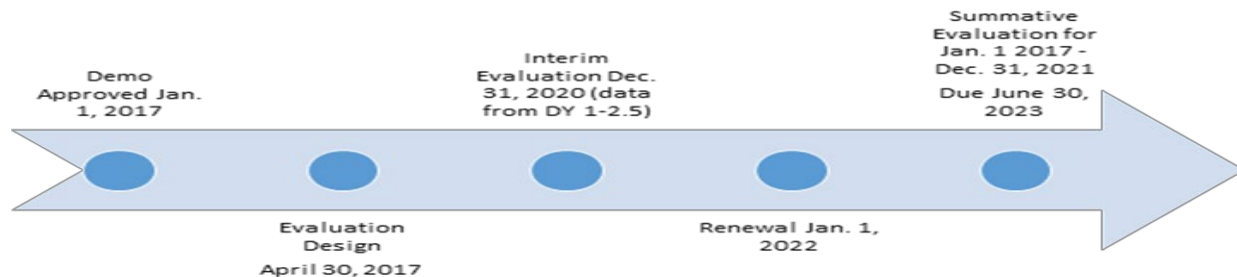 Demo
Approved Jan.
1, 2017
Evaluation
Design
April 30, 2017
Interim
Evaluation Dec.
31, 2020 (data
from DY 1-2.5)
Renewal Jan. 1,
2022
Summative
Evaluation for
Jan. 1 2017 -
Dec. 31, 2021
Due June 30,
2023